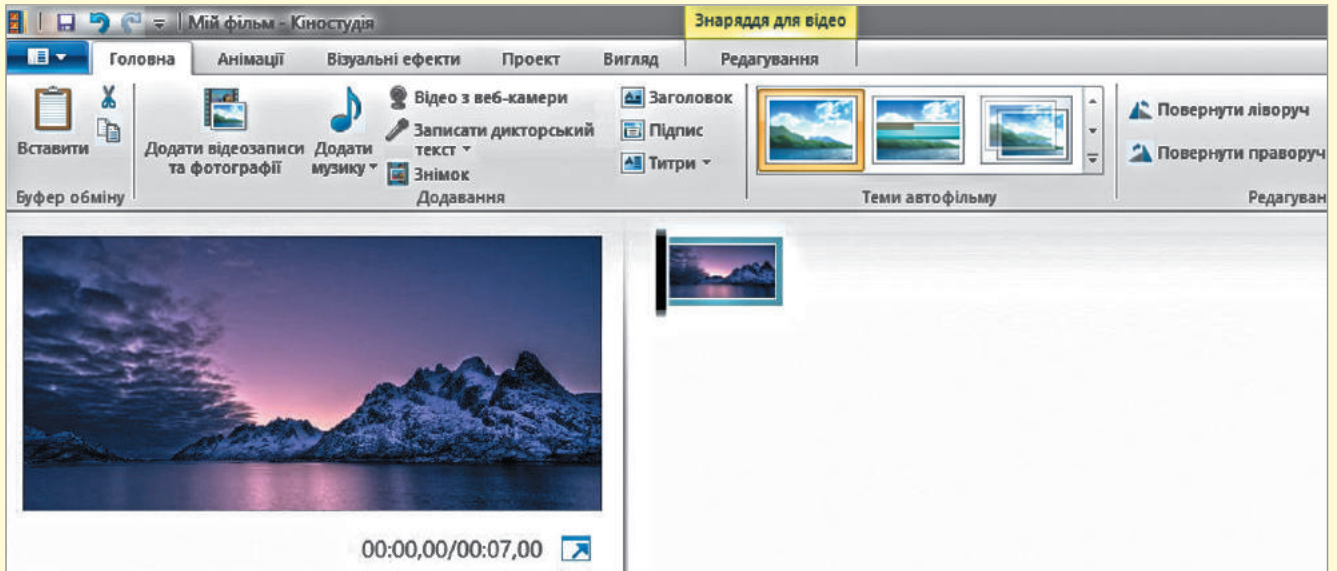 Мій фільм - Кіностудія
Знаряддя для відео
Головна Анімації Візуальні ефекти Проект Вигляд Редагування
Вставити
Буфер обміну
Додати відеозаписи
та фотографії
Додати
музику
Відео з веб-камери
Записати дикторський
текст
Знімок
Заголовок
Підпис
Титри
Додавання
Теми автофільму
Повернути ліворуч
Повернути праворуч
Редагуван
00:00,00/00:07,00